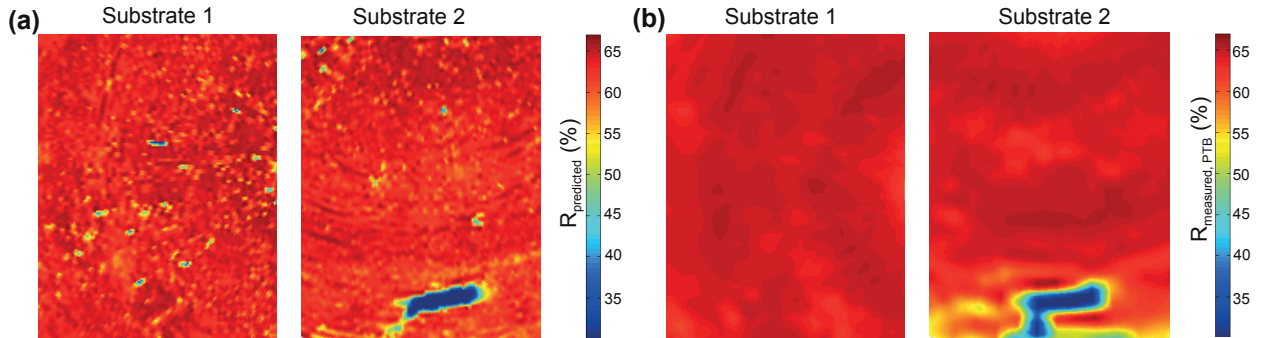 (a)
Substrate 1
Substrate 2
65
60
55
50
45
40
35
R_predicted (%)
(b)
Substrate 1
Substrate 2
65
60
55
50
45
40
35
R_measured, PTB (%)